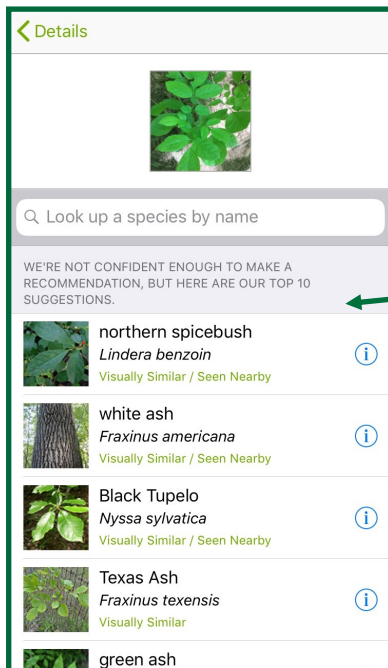 Details
Look up a species by name
WE'RE NOT CONFIDENT ENOUGH TO MAKE A
RECOMMENDATION, BUT HERE ARE OUR TOP 10
SUGGESTIONS.
northern spicebush
Lindera benzoin
Visually Similar / Seen Nearby
white ash
Fraxinus americana
Visually Similar / Seen Nearby
Black Tupelo
Nyssa sylvatica
Visually Similar / Seen Nearby
Texas Ash
Fraxinus texensis
Visually Similar
green ash